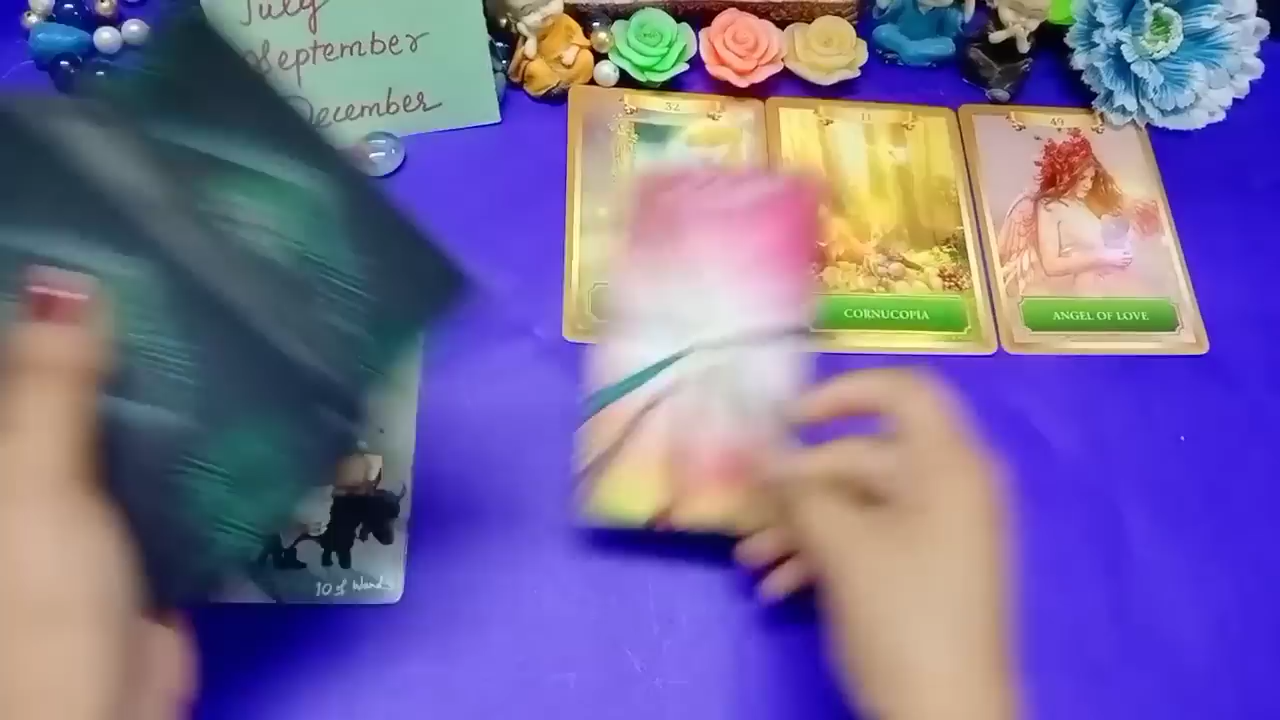 July
September
December
32
11
49
CORNUCOPIA
ANGEL OF LOVE
10 of Wands